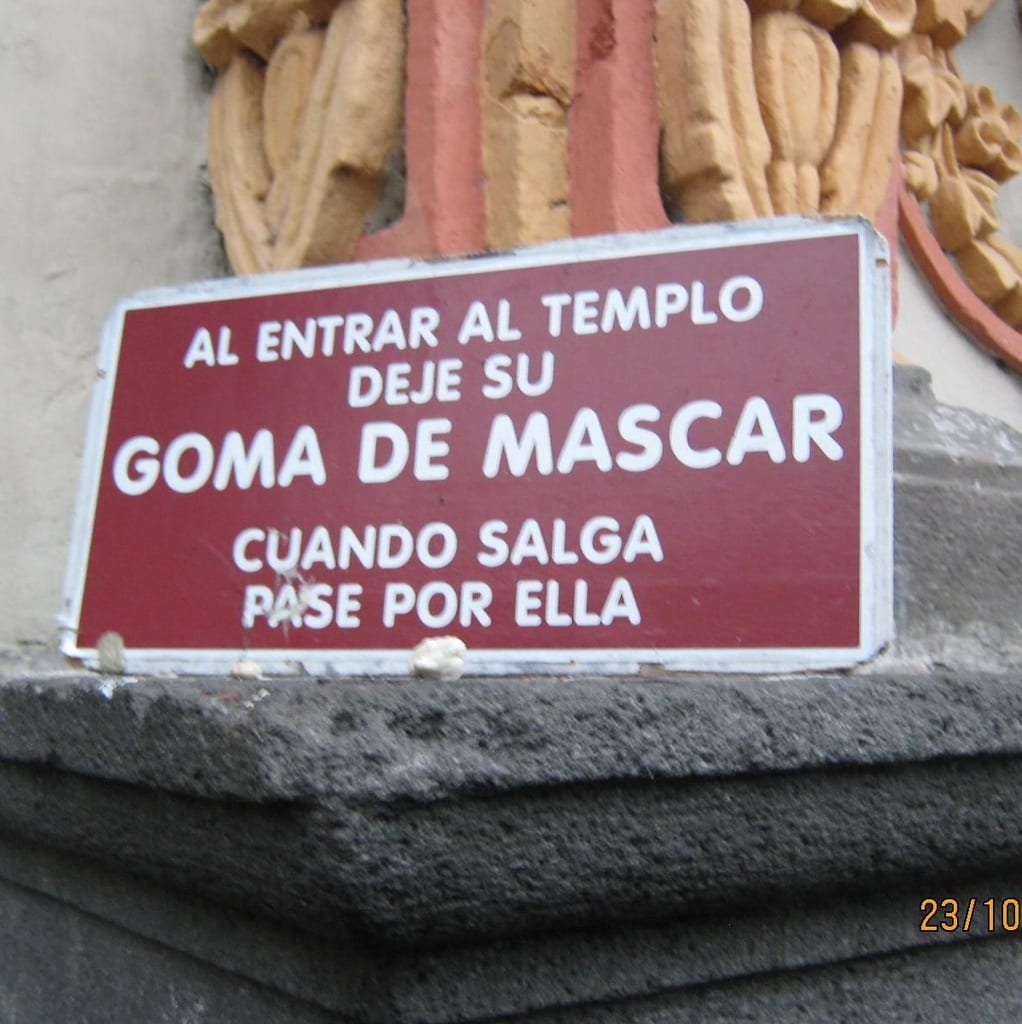 AL ENTRAR AL TEMPLO
DEJE SU
GOMA DE MASCAR
CUANDO SALGA
PASE POR ELLA
23/10